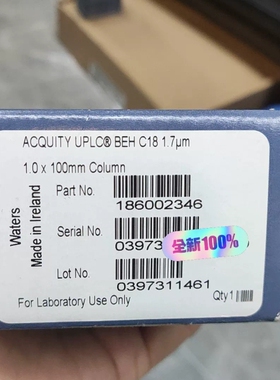 ACQUITY UPLC® BEH C18 1.7µm
1.0 x 100mm Column
Part No.
186002346
Serial No.
0397
全新100%
Lot No.
0397311461
For Laboratory Use Only
Qty 1
Waters
Made in Ireland